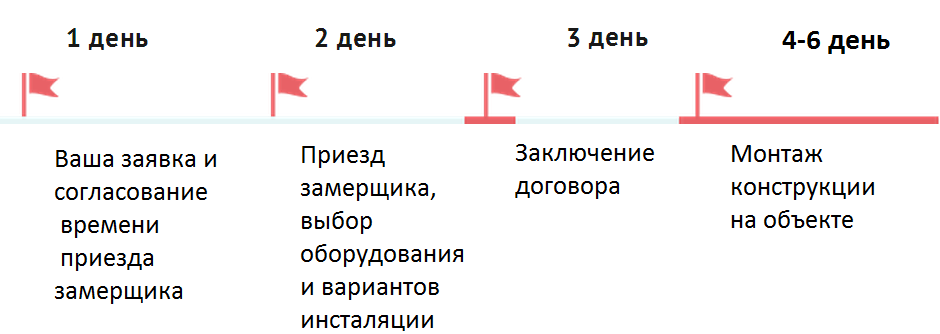 1 день
2 день
3 день
4-6 день
Ваша заявка и
согласование
времени
приезда
замерщика
Приезд
замерщика,
выбор
оборудования
и вариантов
инсталяции
Заключение
договора
Монтаж
конструкции
на объекте